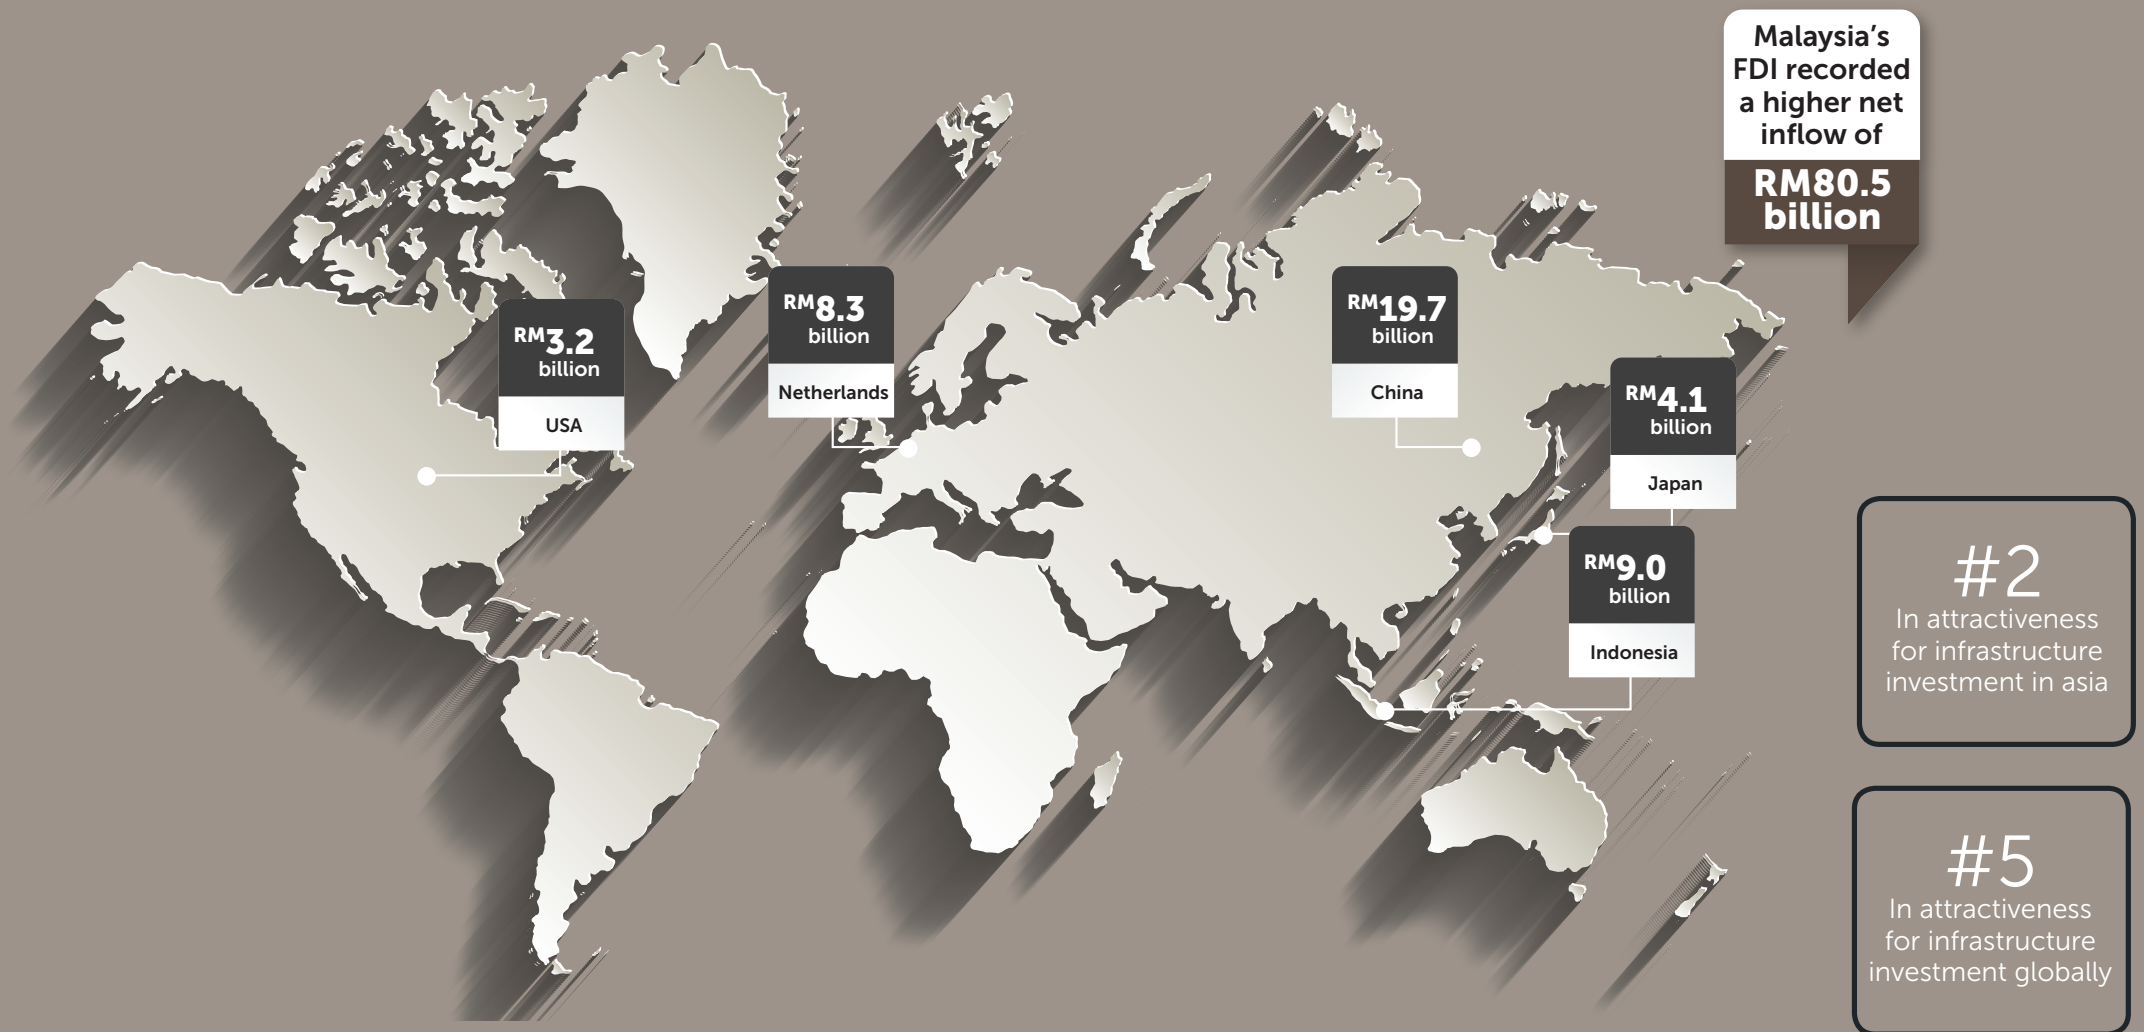 Malaysia's
FDI recorded
a higher net
inflow of
RM80.5
billion
RM3.2
billion
USA
RM8.3
billion
Netherlands
RM19.7
billion
China
RM4.1
billion
Japan
RM9.0
billion
Indonesia
#2
In attractiveness
for infrastructure
investment in asia
#5
In attractiveness
for infrastructure
investment globally